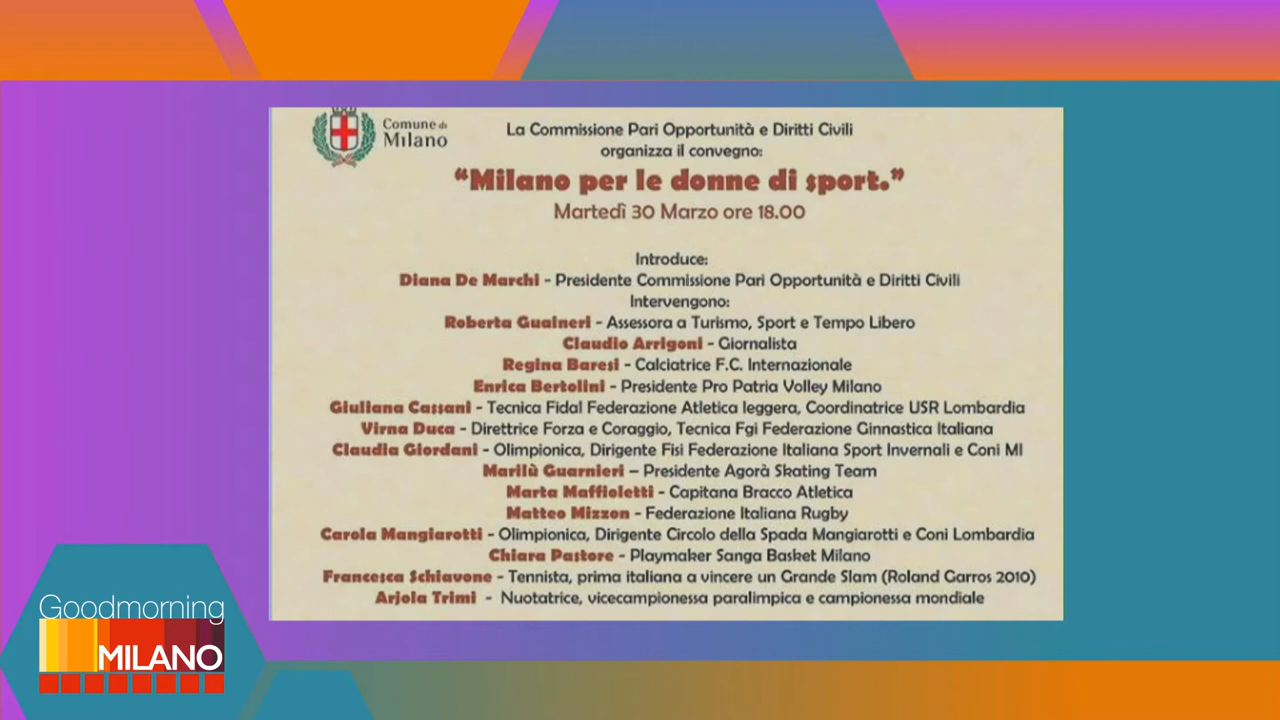 Comune di
Milano
La Commissione Pari Opportunità e Diritti Civili
organizza il convegno:
“Milano per le donne di sport.”
Martedì 30 Marzo ore 18.00
Introduce:
Diana De Marchi - Presidente Commissione Pari Opportunità e Diritti Civili
Intervengono:
Roberta Guaineri - Assessora a Turismo, Sport e Tempo Libero
Claudio Arrigoni - Giornalista
Regina Baresi - Calciatrice F.C. Internazionale
Enrica Bertolini - Presidente Pro Patria Volley Milano
Giuliana Cassani - Tecnica Fidal Federazione Atletica leggera, Coordinatrice USR Lombardia
Virna Duca - Direttrice Forza e Coraggio, Tecnica Fgi Federazione Ginnastica Italiana
Claudia Giordani - Olimpionica, Dirigente Fisi Federazione Italiana Sport Invernali e Coni MI
Marilù Guarnieri – Presidente Agorà Skating Team
Marta Maffioletti - Capitana Bracco Atletica
Matteo Mizzon - Federazione Italiana Rugby
Carola Mangiarotti - Olimpionica, Dirigente Circolo della Spada Mangiarotti e Coni Lombardia
Chiara Pastore - Playmaker Sanga Basket Milano
Francesca Schiavone - Tennista, prima italiana a vincere un Grande Slam (Roland Garros 2010)
Arjola Trimi - Nuotatrice, vicecampionessa paralimpica e campionessa mondiale
Goodmorning
MILANO